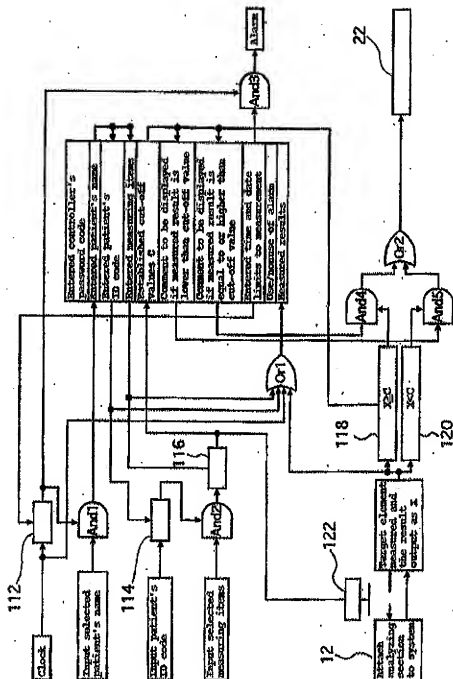 Clock
112
Input selected
patient's name
And1
Input patient's
ID code
114
Input selected
measuring items
And2
116
122
12
Attach
analyzing
section
to system
Target element
measured and
the result
output as x
118
x≥c
120
x<c
Or1
Entered controller's
password code
Entered patient's name
Entered patient's
ID code
Entered measuring items
Established cut-off
values C
Comment to be displayed
if measured result is
lower than cut-off value
Comment to be displayed
if measured result is
equal to or higher than
cut-off value
Entered time and date
limits to measurement
Use/nonuse of alarm
Measured results
And3
Alarm
And4
And5
Or2
22